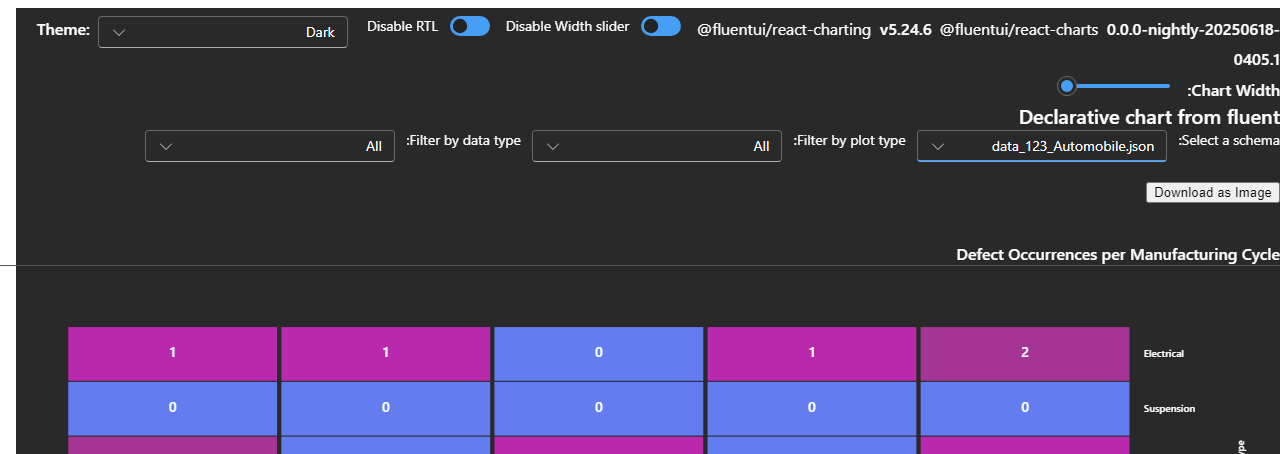 Theme: Dark Disable RTL Disable Width slider @fluentui/react-charting v5.24.6 @fluentui/react-charts 0.0.0-nightly-20250618-
0405.1
:Chart Width
Declarative chart from fluent
:Select a schema data_123_Automobile.json :Filter by plot type All :Filter by data type All
Download as Image
Defect Occurrences per Manufacturing Cycle
1 1 0 1 2 Electrical
0 0 0 0 0 Suspension